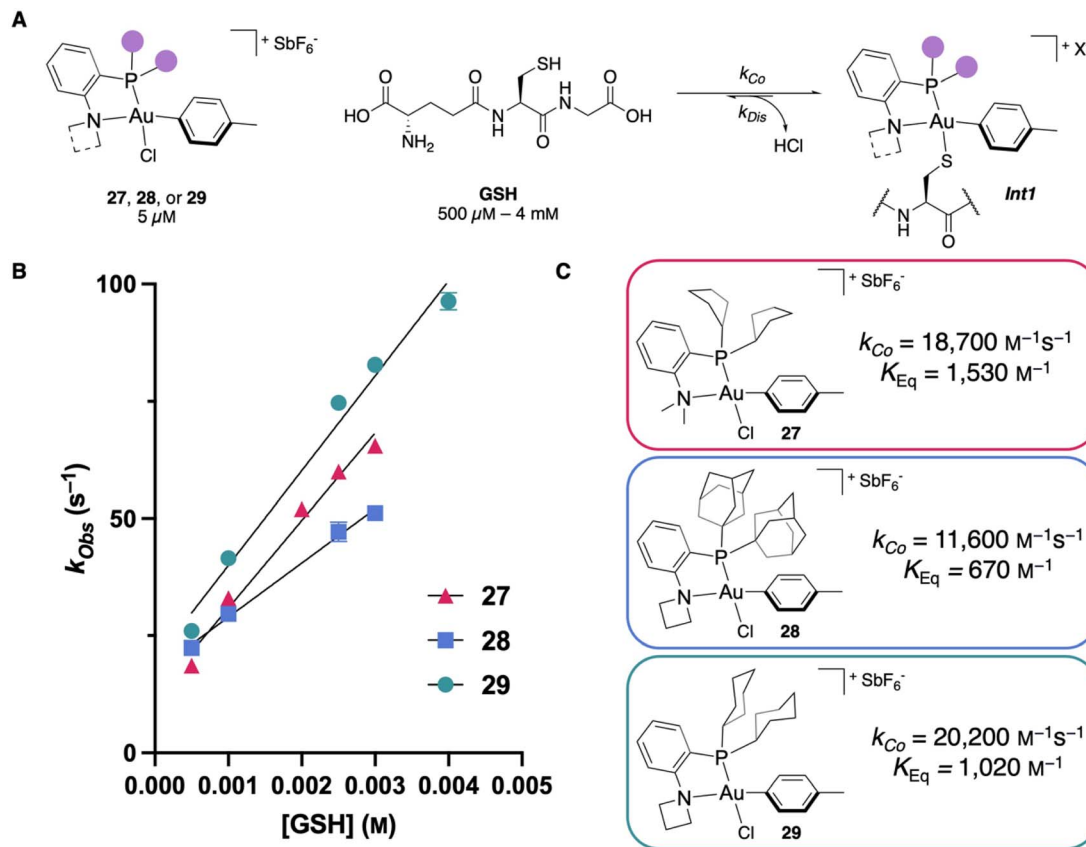 A
+ SbF₆⁻
P
N
Au
Cl
27, 28, or 29
5 µM
O
HO
NH₂
O
N
H
SH
H
N
O
O
OH
GSH
500 µM – 4 mM
kCo
kDis
HCl
+ X
P
N
Au
S
N
H
O
Int1
B
kObs (s⁻¹)
100
50
0
0.000 0.001 0.002 0.003 0.004 0.005
[GSH] (M)
27
28
29
C
+ SbF₆⁻
P
N
Au
Cl
27
kCo = 18,700 M⁻¹S⁻¹
KEq = 1,530 M⁻¹
+ SbF₆⁻
P
N
Au
Cl
28
kCo = 11,600 M⁻¹S⁻¹
KEq = 670 M⁻¹
+ SbF₆⁻
P
N
Au
Cl
29
kCo = 20,200 M⁻¹S⁻¹
KEq = 1,020 M⁻¹